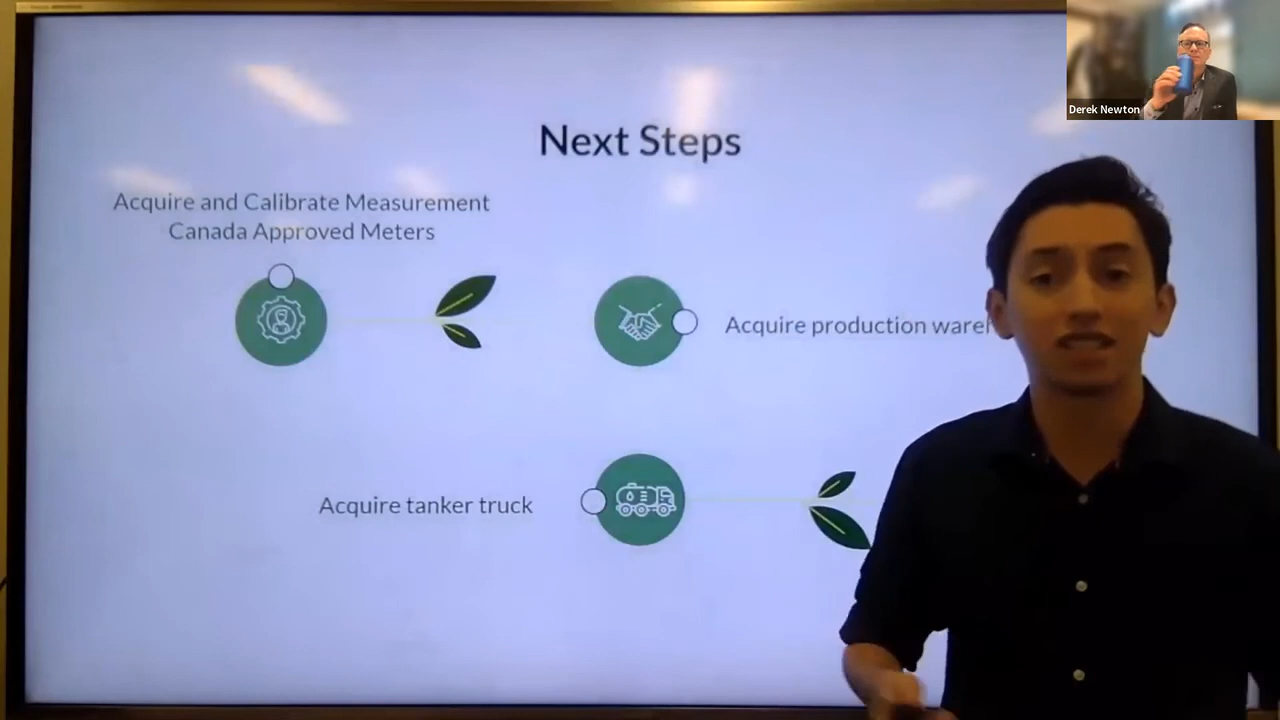 Derek Newton
Next Steps
Acquire and Calibrate Measurement
Canada Approved Meters
Acquire production
Acquire tanker truck